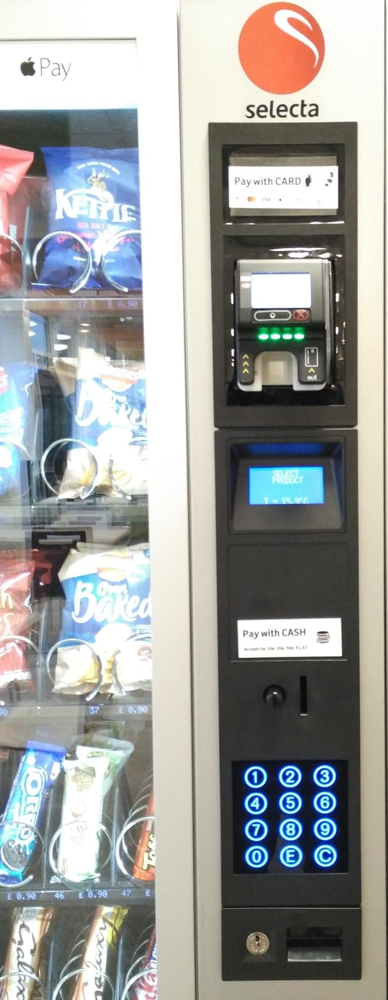 Pay
selecta
Pay with CARD
VISA
KETTLE
SEA SALT &
17 £ 0.90
Baked
SELECT
PRODUCT
T = 15.9°C
Oven
Baked
Pay with CASH
Accepts 5p, 10p, 20p, 50p, £1, £2
37 £ 0.90
1 2 3
4 5 6
7 8 9
0 E C
OREO
£ 0.90 46 £ 0.90 47 £
Galaxy
Galaxy